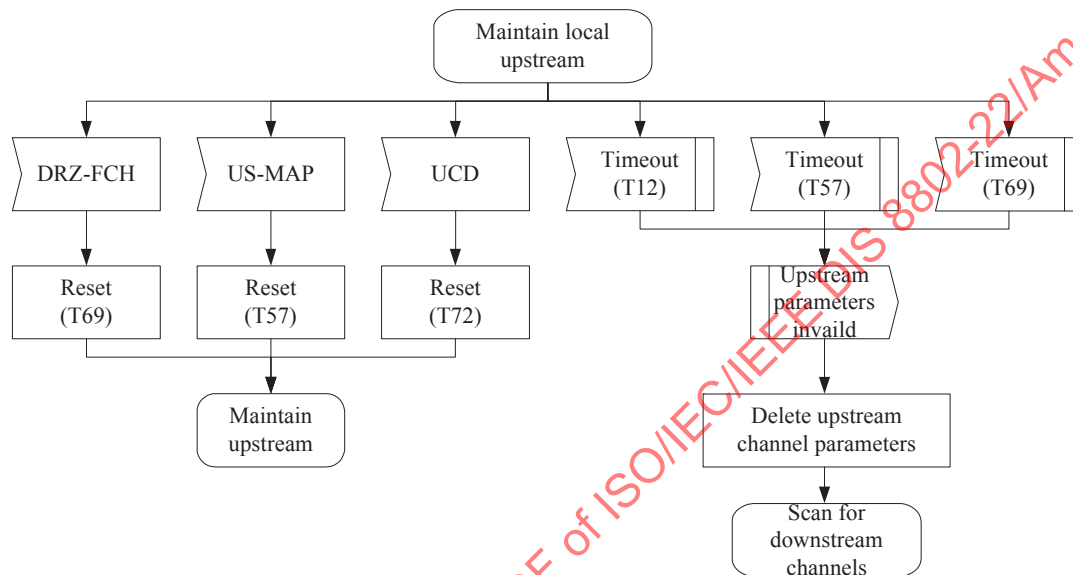 Maintain local
upstream
DRZ-FCH
US-MAP
UCD
Timeout
(T12)
Timeout
(T57)
Timeout
(T69)
Reset
(T69)
Reset
(T57)
Reset
(T72)
Upstream
parameters
invaild
Maintain
upstream
Delete upstream
channel parameters
Scan for
downstream
channels
of ISO/IEC/IEEE DIS 8802-22/Am